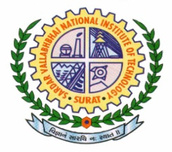 SARDAR VALLABHBHAI NATIONAL INSTITUTE OF TECHNOLOGY
• SURAT •